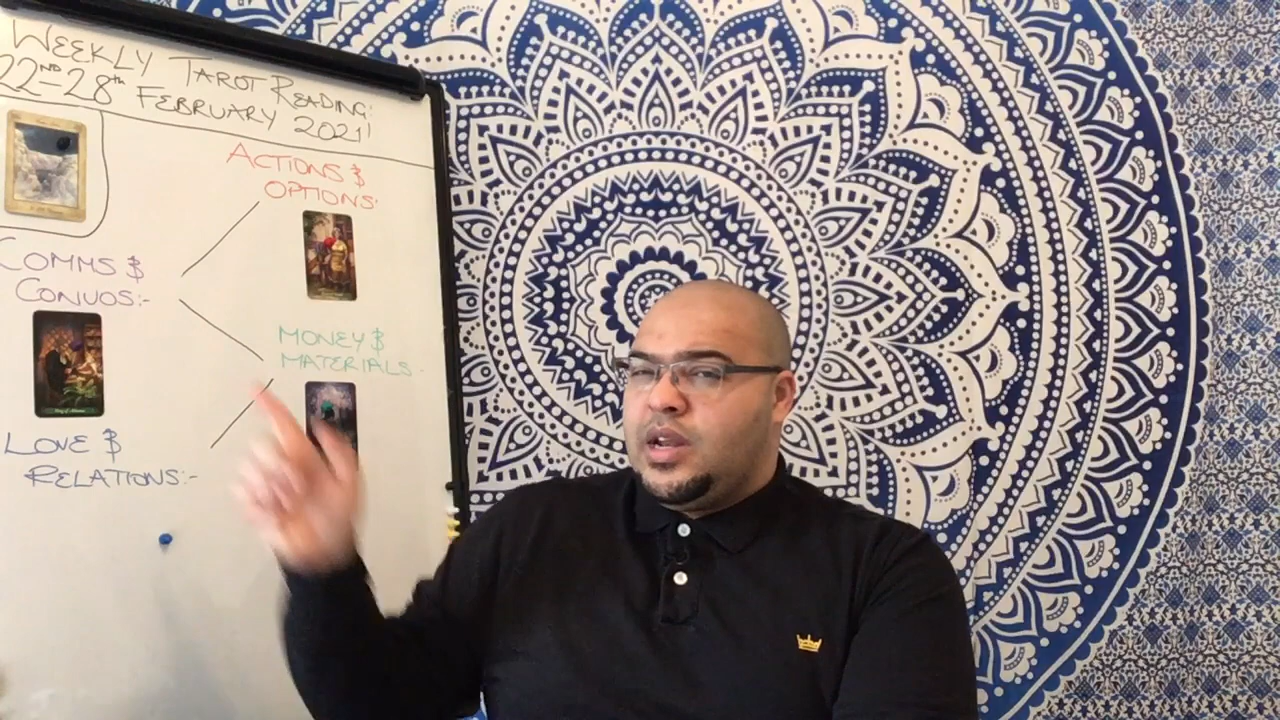 WEEKLY TAROT READING:
22ND-28th FEBRUARY 2021!
ACTIONS &
OPTIONS:
COMMS &
CONVOS:-
MONEY &
MATERIALS-
LOVE &
RELATIONS:-